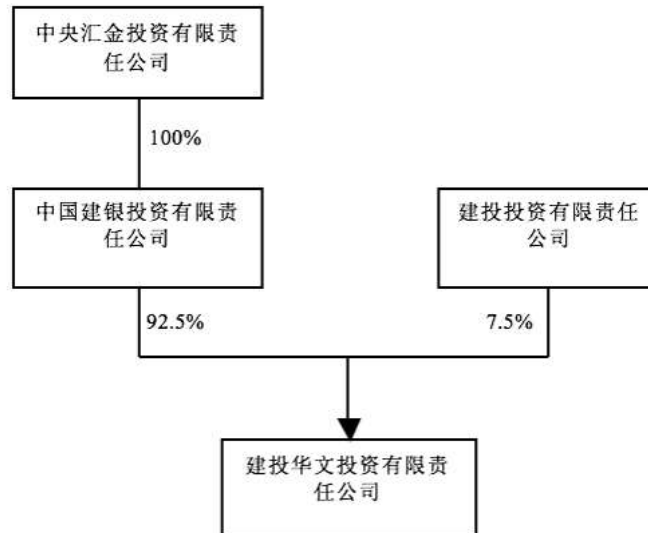 中央汇金投资有限责
任公司
100%
中国建银投资有限责
任公司
建投投资有限责任
公司
92.5%
7.5%
建投华文投资有限责
任公司